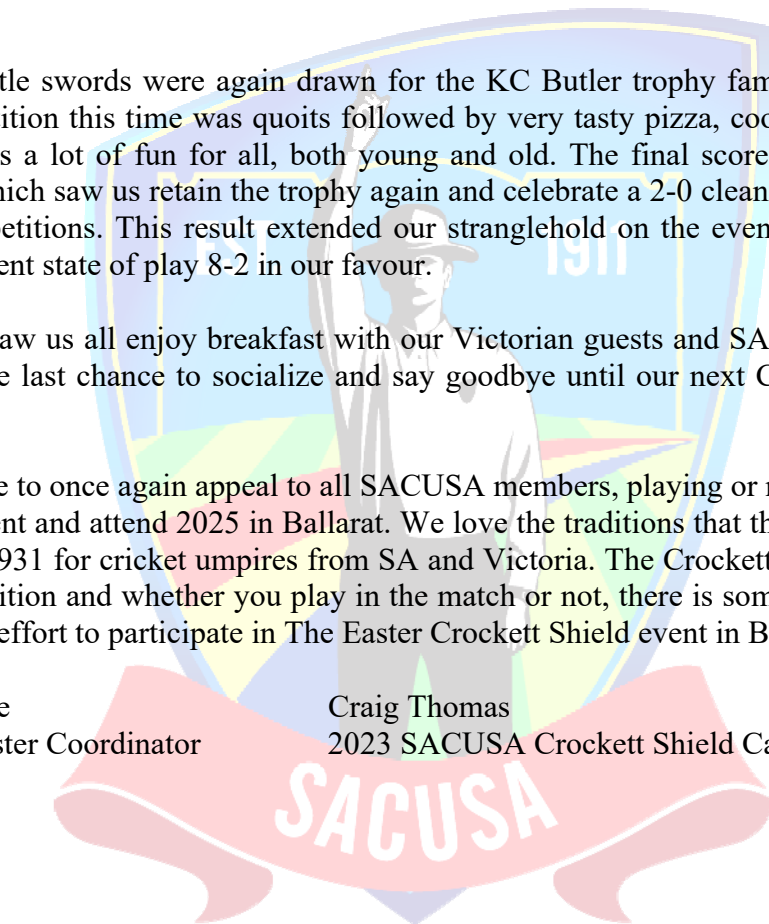 tle swords were again drawn for the KC Butler trophy fam
ition this time was quoits followed by very tasty pizza, coo
s a lot of fun for all, both young and old. The final score
hich saw us retain the trophy again and celebrate a 2-0 clean
petitions. This result extended our stranglehold on the even
ent state of play 8-2 in our favour.
aw us all enjoy breakfast with our Victorian guests and SA
e last chance to socialize and say goodbye until our next C
e to once again appeal to all SACUSA members, playing or n
ent and attend 2025 in Ballarat. We love the traditions that th
931 for cricket umpires from SA and Victoria. The Crockett
ition and whether you play in the match or not, there is som
effort to participate in The Easter Crockett Shield event in B
e Craig Thomas
ster Coordinator 2023 SACUSA Crockett Shield Ca
EST 1911
SACUSA